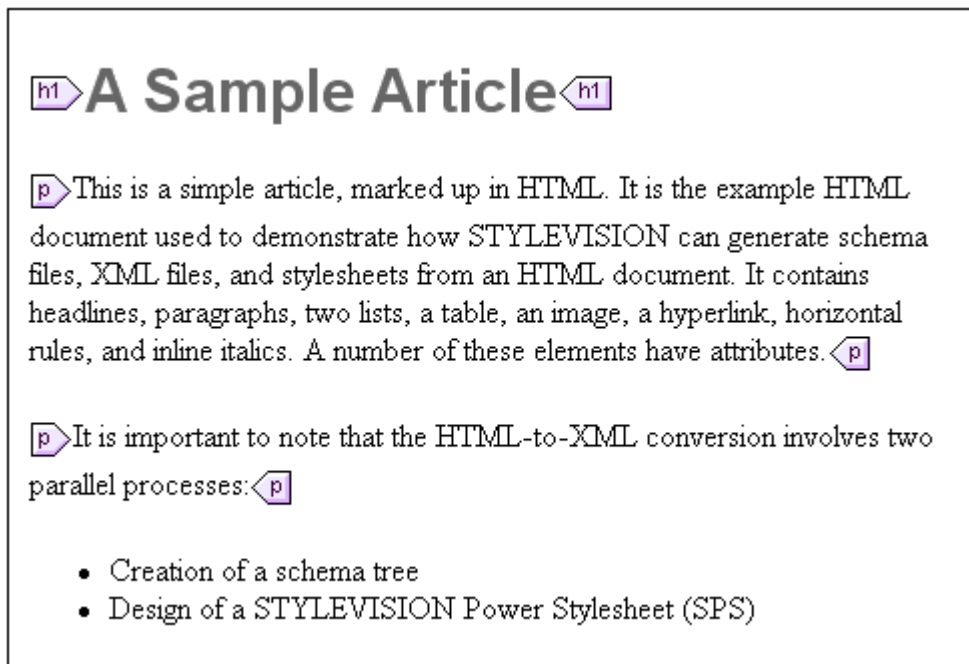 h1 A Sample Article h1
p This is a simple article, marked up in HTML. It is the example HTML
document used to demonstrate how STYLEVISION can generate schema
files, XML files, and stylesheets from an HTML document. It contains
headlines, paragraphs, two lists, a table, an image, a hyperlink, horizontal
rules, and inline italics. A number of these elements have attributes. p
p It is important to note that the HTML-to-XML conversion involves two
parallel processes: p
• Creation of a schema tree
• Design of a STYLEVISION Power Stylesheet (SPS)